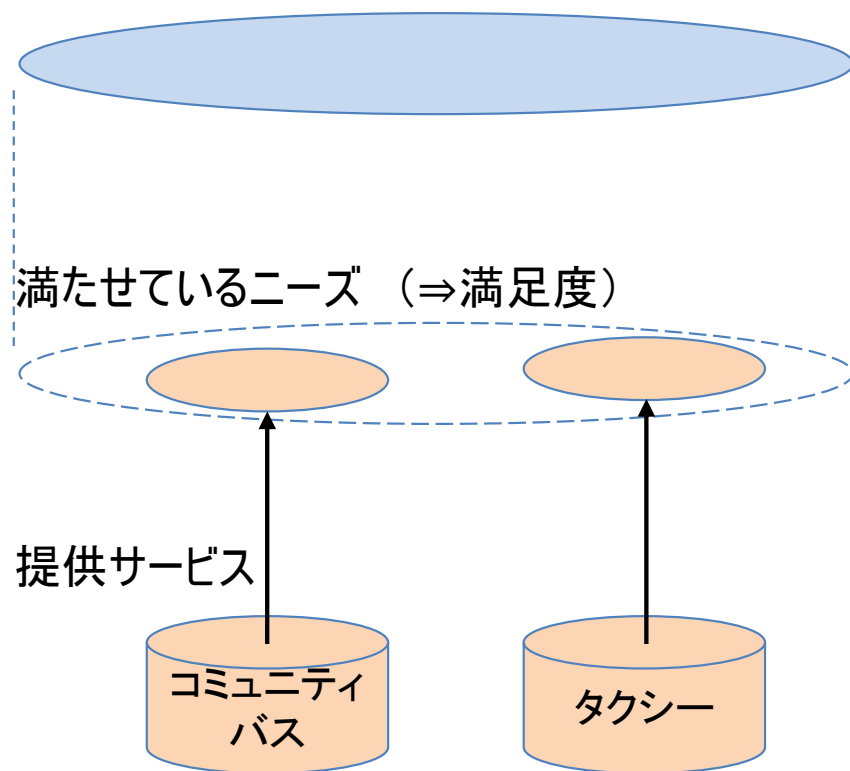 満たせているニーズ （⇒満足度）
提供サービス
コミュニティ
バス
タクシー